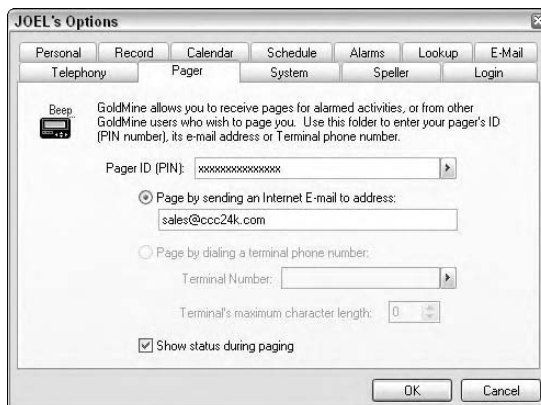 JOEL's Options
Personal Record Calendar Schedule Alarms Lookup E-Mail
Telephony Pager System Speller Login
Beep
GoldMine allows you to receive pages for alarmed activities, or from other
GoldMine users who wish to page you. Use this folder to enter your pager's ID
(PIN number), its e-mail address or Terminal phone number.
Pager ID (PIN): xxxxxxxxxxxxxxx
Page by sending an Internet E-mail to address:
sales@ccc24k.com
Page by dialing a terminal phone number:
Terminal Number:
Terminal's maximum character length: 0
Show status during paging
OK Cancel